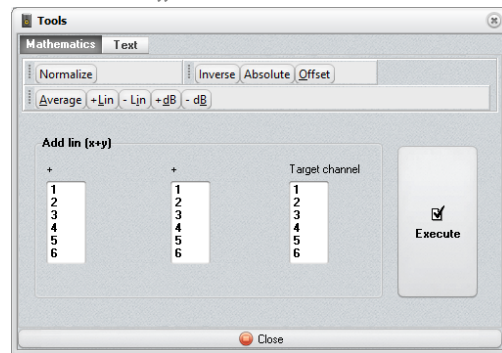 Tools
Mathematics Text
Normalize Inverse Absolute Offset
Average +Lin - Lin +dB - dB
Add lin (x+y)
+ + Target channel
1 1 1
2 2 2
3 3 3
4 4 4
5 5 5
6 6 6
Execute
Close